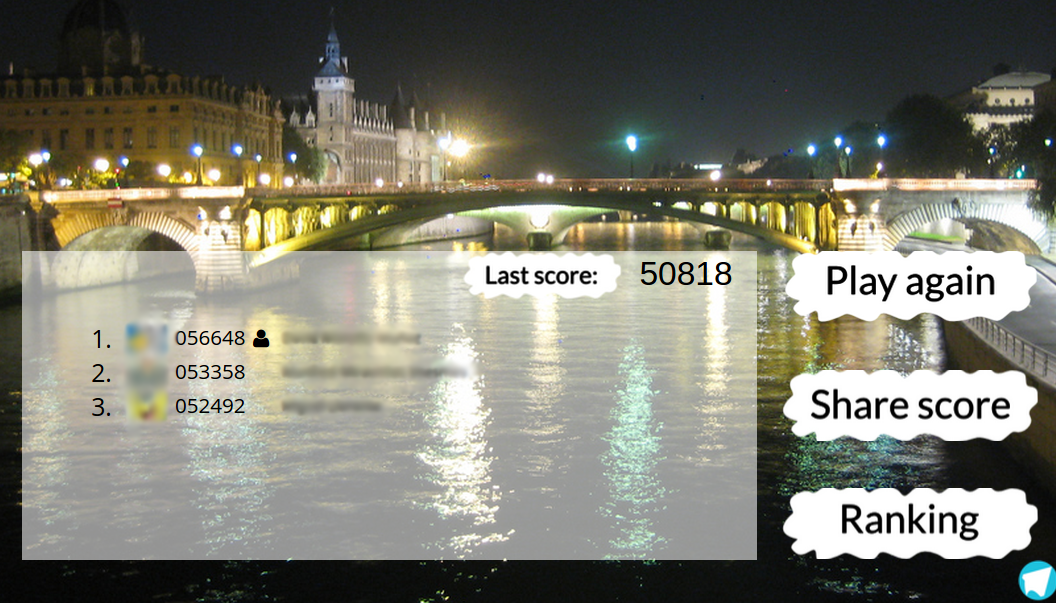 Last score: 50818
Play again
1. 056648
2. 053358
3. 052492
Share score
Ranking